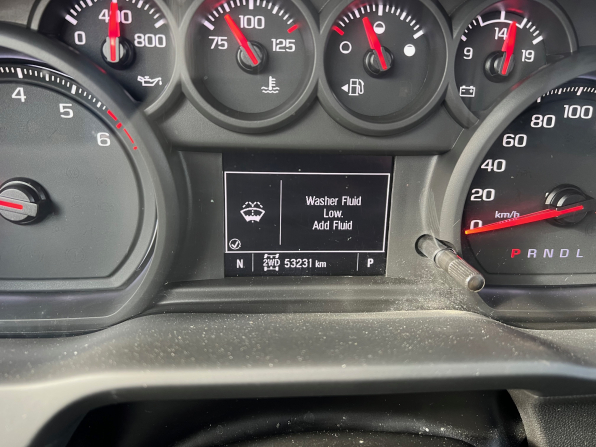 0 400 800
75 100 125
9 14 19
4 5 6
0 20 40 60 80 100
km/h
PRNDL
Washer Fluid
Low.
Add Fluid
N 2WD 53231 km P